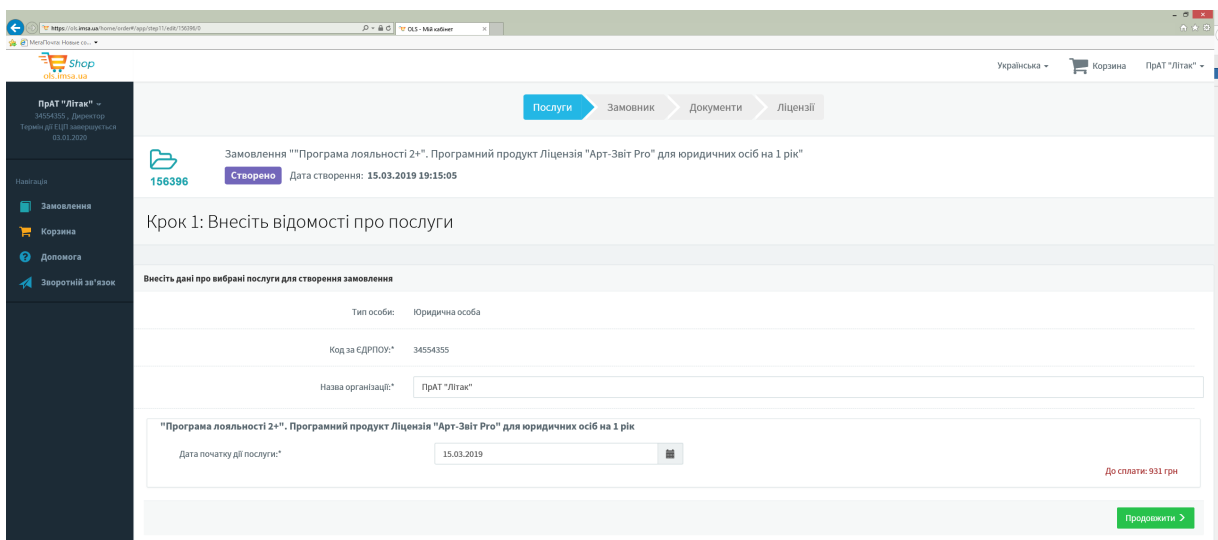 https://ols.imsa.ua/home/order#/app/step11/edit/156396/0
OLS - Мій кабінет
МегаПочта Новые со...
Shop
ols.imsa.ua
Українська
Корзина
ПрАТ "Літак"
ПрАТ "Літак"
34554355 , Директор
Термін дії ЕЦП завершується
03.01.2020
Навігація
Замовлення
Корзина
Допомога
Зворотній зв'язок
Послуги
Замовник
Документи
Ліцензії
156396
Замовлення ""Програма лояльності 2+". Програмний продукт Ліцензія "Арт-Звіт Pro" для юридичних осіб на 1 рік"
Створено Дата створення: 15.03.2019 19:15:05
Крок 1: Внесіть відомості про послуги
Внесіть дані про вибрані послуги для створення замовлення
Тип особи: Юридична особа
Код за ЄДРПОУ:* 34554355
Назва організації:* ПрАТ "Літак"
"Програма лояльності 2+". Програмний продукт Ліцензія "Арт-Звіт Pro" для юридичних осіб на 1 рік
Дата початку дії послуги:* 15.03.2019
До сплати: 931 грн
Продовжити